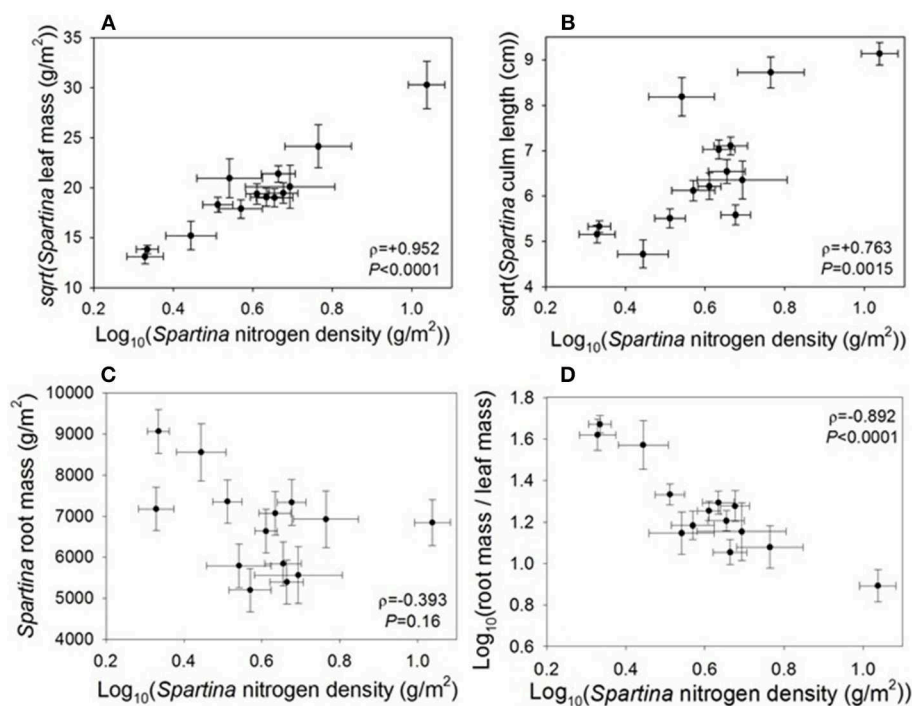 A
sqrt(Spartina leaf mass (g/m²))
35
30
25
20
15
10
ρ=+0.952
P<0.0001
0.2 0.4 0.6 0.8 1.0
Log₁₀(Spartina nitrogen density (g/m²))
B
sqrt(Spartina culm length (cm))
9
8
7
6
5
4
ρ=+0.763
P=0.0015
0.2 0.4 0.6 0.8 1.0
Log₁₀(Spartina nitrogen density (g/m²))
C
Spartina root mass (g/m²)
10000
9000
8000
7000
6000
5000
4000
ρ=-0.393
P=0.16
0.2 0.4 0.6 0.8 1.0
Log₁₀(Spartina nitrogen density (g/m²)
D
Log₁₀(root mass / leaf mass)
1.8
1.6
1.4
1.2
1.0
0.8
0.6
ρ=-0.892
P<0.0001
0.2 0.4 0.6 0.8 1.0
Log₁₀(Spartina nitrogen density (g/m²))